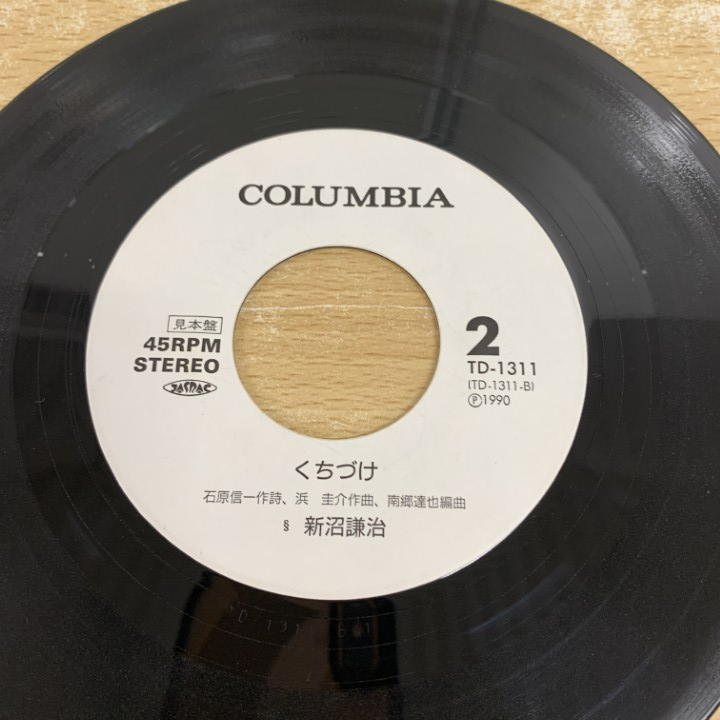 COLUMBIA
見本盤
45RPM
STEREO
JASRAC
2
TD-1311
(TD-1311-B)
Ⓟ1990
くちづけ
石原信一作詩、浜 圭介作曲、南郷達也編曲
§ 新沼謙治